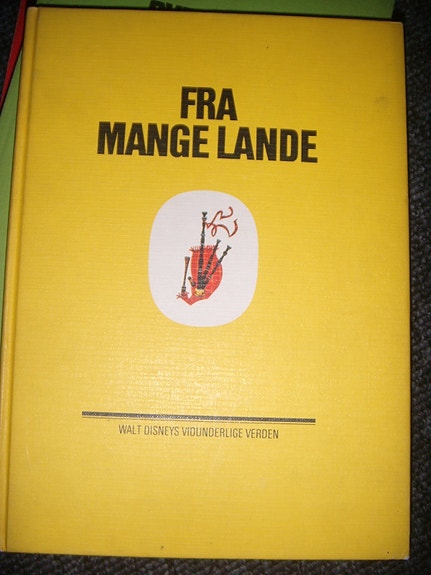 FRA
MANGE LANDE
WALT DISNEYS VIDUNDERLIGE VERDEN